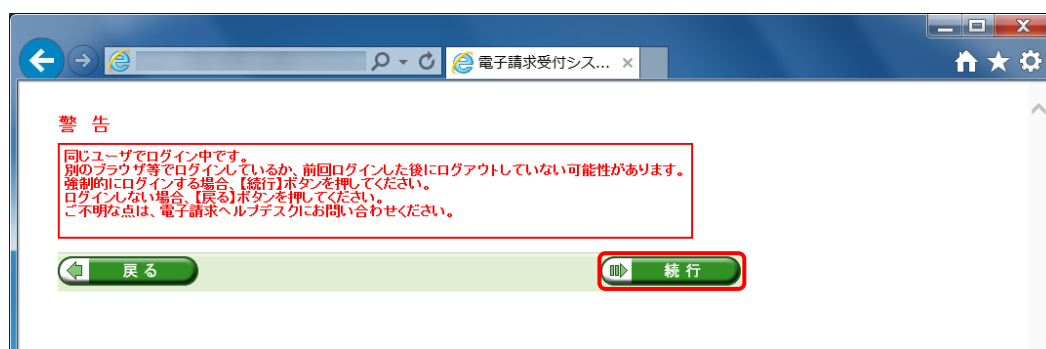 電子請求受付シス...
警 告
同じユーザでログイン中です。
別のブラウザ等でログインしているか、前回ログインした後にログアウトしていない可能性があります。
強制的にログインする場合、【続行】ボタンを押してください。
ログインしない場合、【戻る】ボタンを押してください。
ご不明な点は、電子請求ヘルプデスクにお問い合わせください。
戻 る
続 行